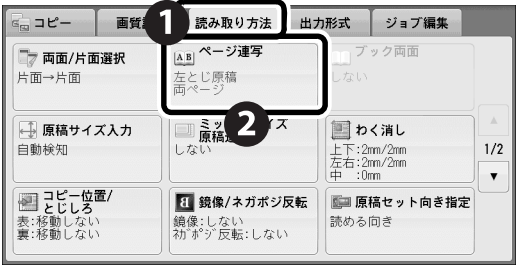 コピー
画質
1
読み取り方法
出力形式
ジョブ編集
両面/片面選択
片面→片面
ページ連写
左とじ原稿
両ページ
ブック両面
しない
原稿サイズ入力
自動検知
2
ミッ
イズ
原稿
しない
わく消し
上下:2mm/2mm
左右:2mm/2mm
中 :0mm
1/2
コピー位置/
とじしろ
表:移動しない
裏:移動しない
鏡像/ネガポジ反転
鏡像:しない
ネガポジ反転:しない
原稿セット向き指定
読める向き